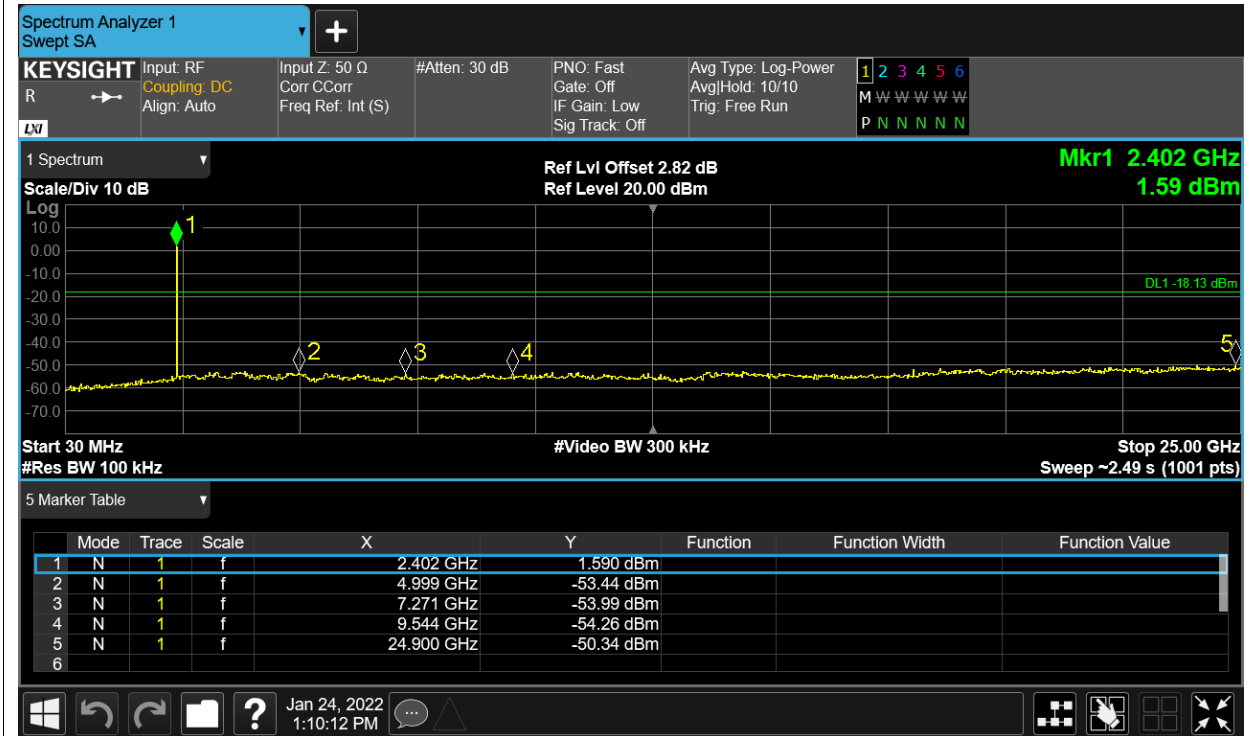 Spectrum Analyzer 1
Swept SA
KEYSIGHT
R
LXI
Input: RF
Coupling: DC
Align: Auto
Input Z: 50 Ω
Corr CCorr
Freq Ref: Int (S)
#Atten: 30 dB
PNO: Fast
Gate: Off
IF Gain: Low
Sig Track: Off
Avg Type: Log-Power
Avg|Hold: 10/10
Trig: Free Run
1 2 3 4 5 6
M W W W W W
P N N N N N
1 Spectrum
Scale/Div 10 dB
Log
Ref Lvl Offset 2.82 dB
Ref Level 20.00 dBm
Mkr1 2.402 GHz
1.59 dBm
10.0
0.00
-10.0
-20.0
-30.0
-40.0
-50.0
-60.0
-70.0
1
DL1 -18.13 dBm
2
3
4
5
Start 30 MHz
#Res BW 100 kHz
#Video BW 300 kHz
Stop 25.00 GHz
Sweep ~2.49 s (1001 pts)
5 Marker Table
Mode Trace Scale X Y Function Function Width Function Value
1 N 1 f 2.402 GHz 1.590 dBm
2 N 1 f 4.999 GHz -53.44 dBm
3 N 1 f 7.271 GHz -53.99 dBm
4 N 1 f 9.544 GHz -54.26 dBm
5 N 1 f 24.900 GHz -50.34 dBm
6
?
Jan 24, 2022
1:10:12 PM